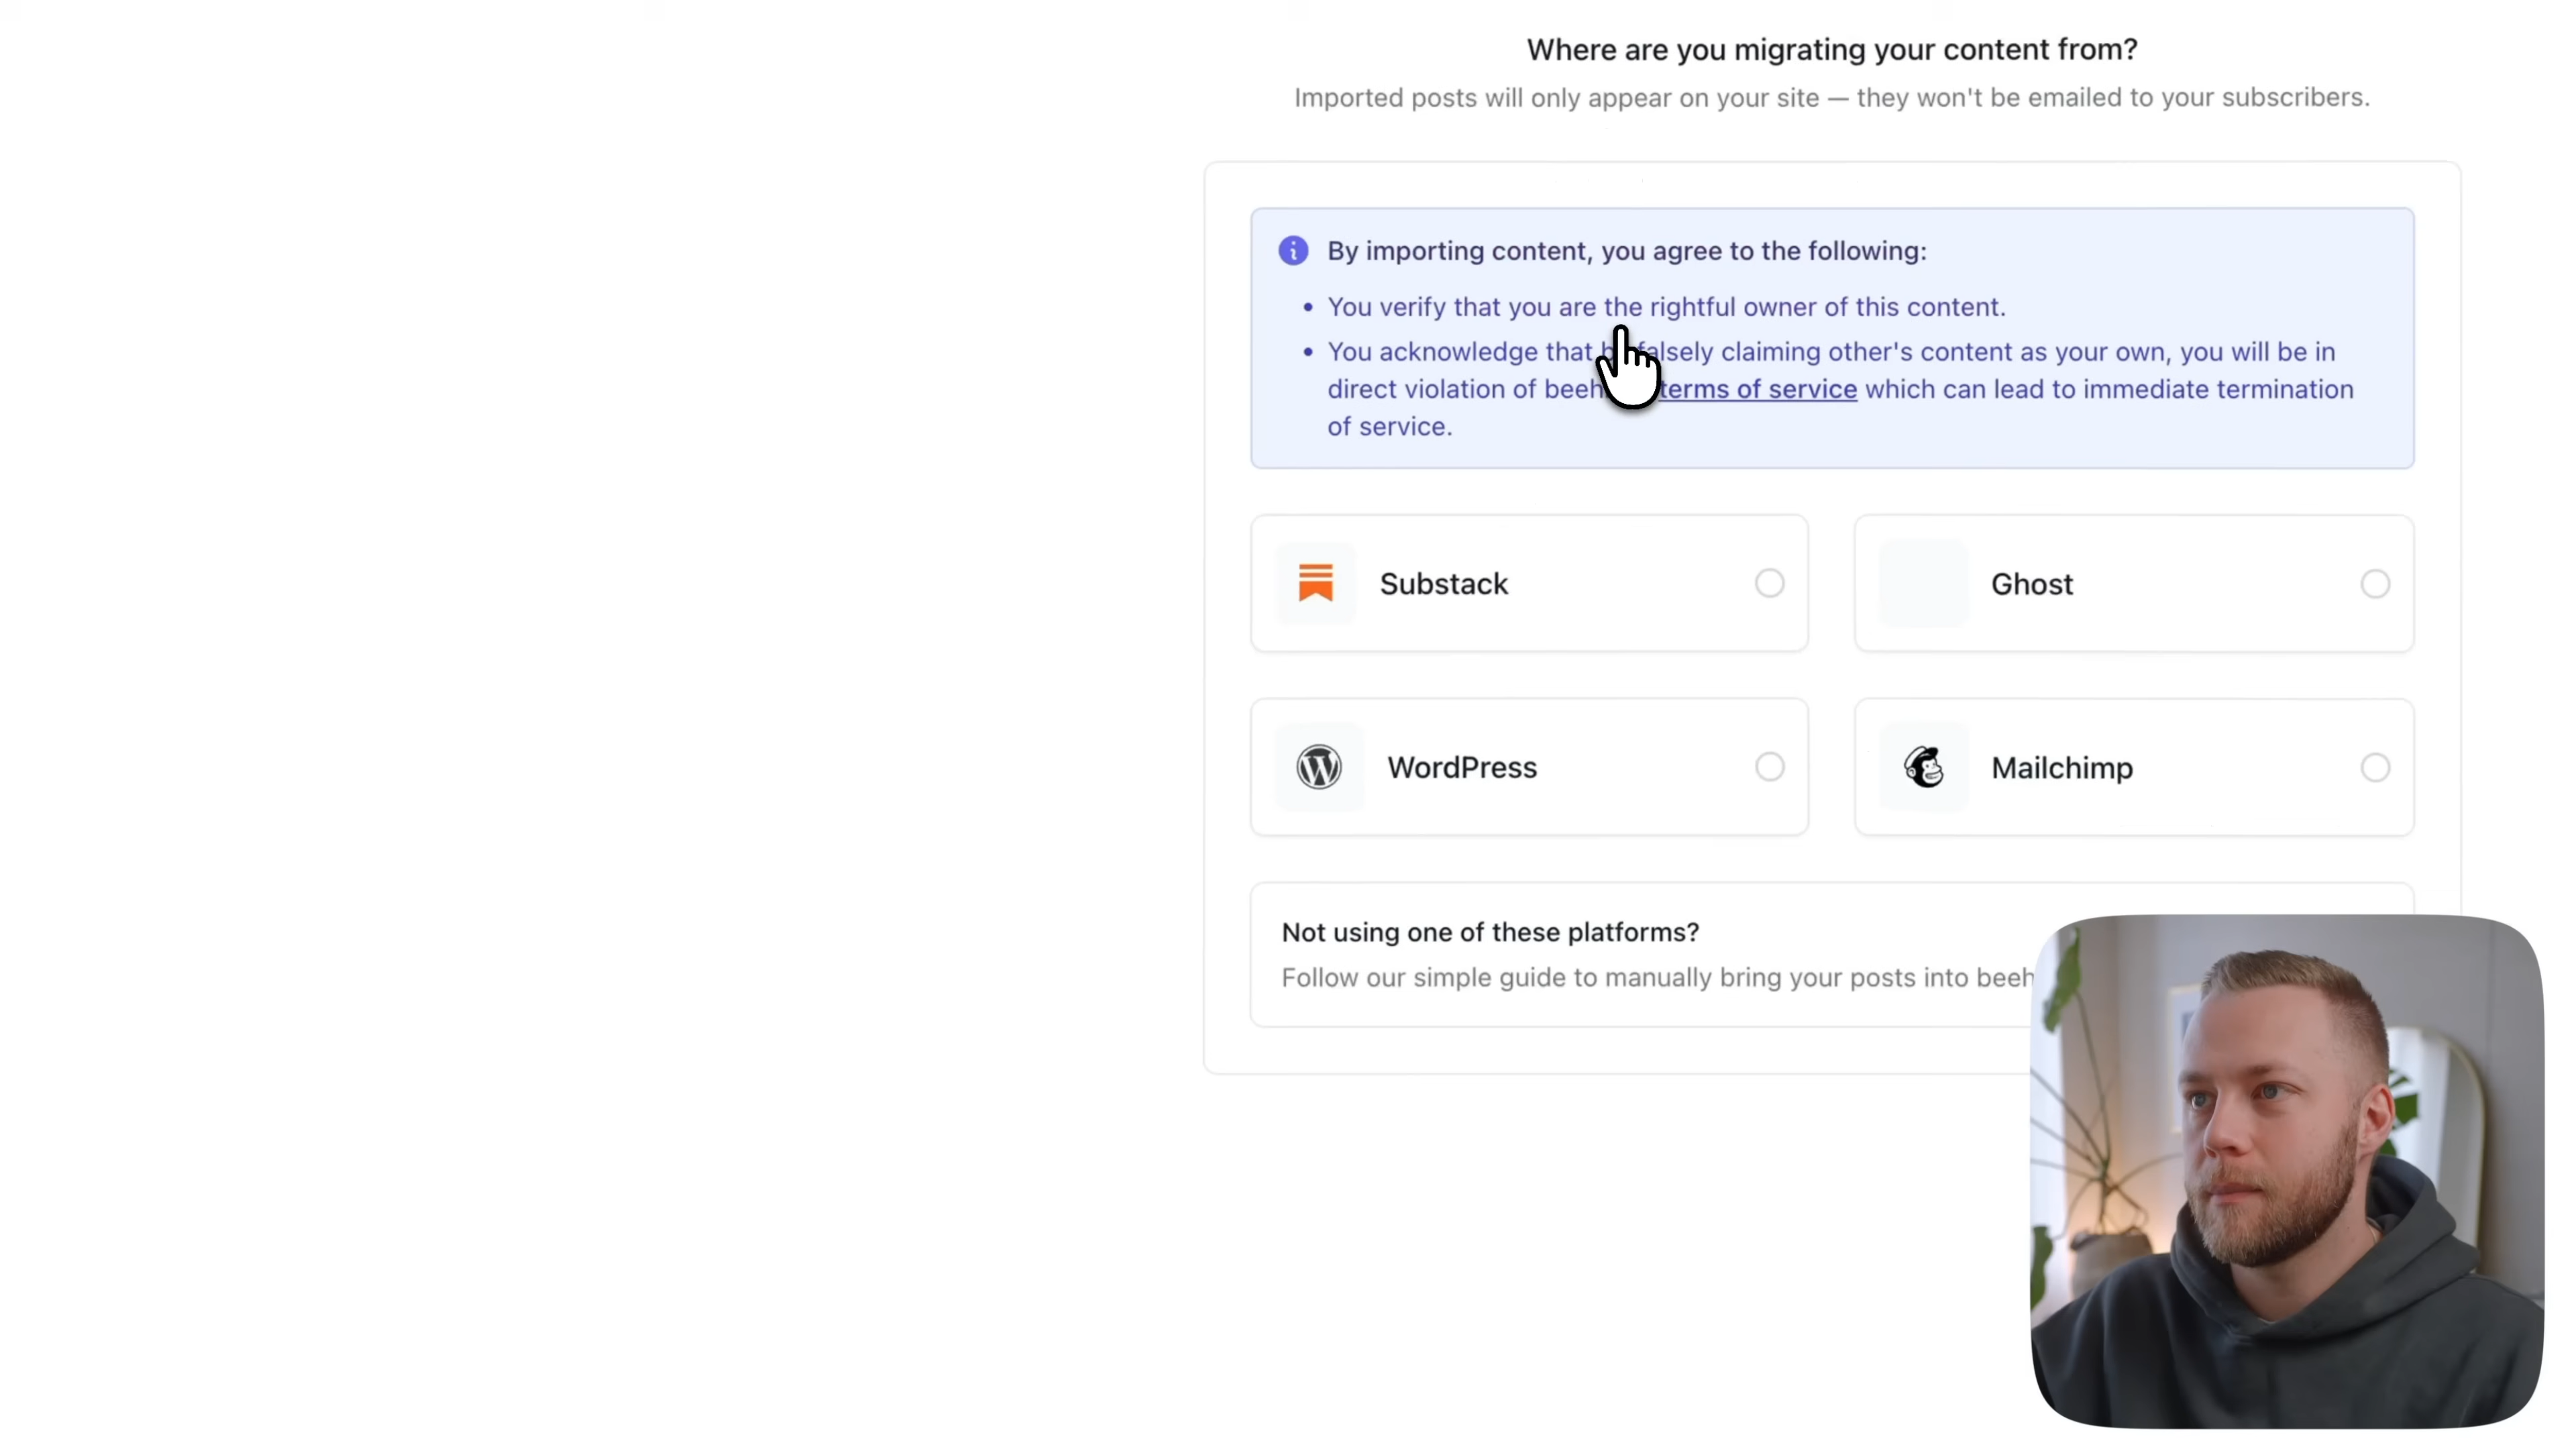 Where are you migrating your content from?
Imported posts will only appear on your site — they won't be emailed to your subscribers.
By importing content, you agree to the following:
• You verify that you are the rightful owner of this content.
• You acknowledge that falsely claiming other's content as your own, you will be in
direct violation of terms of service which can lead to immediate termination
of service.
Substack
Ghost
WordPress
Mailchimp
Not using one of these platforms?
Follow our simple guide to manually bring your posts into